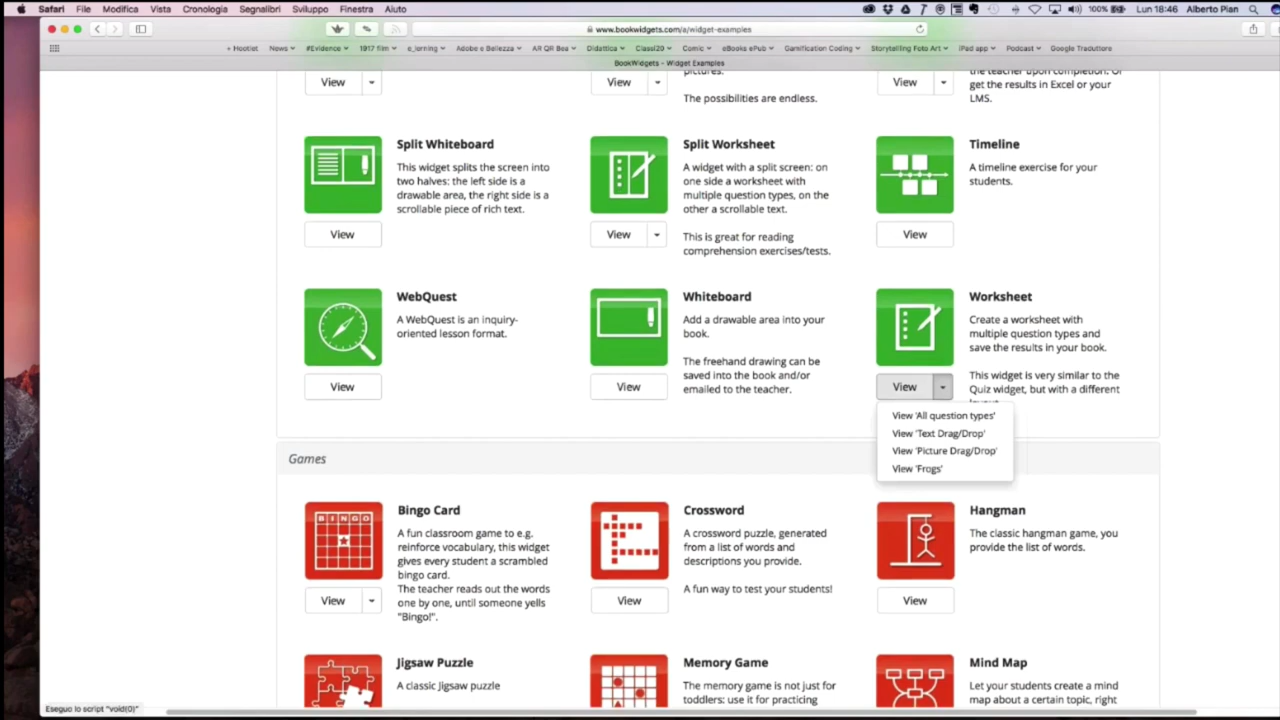 Safari File Modifica Vista Cronologia Segnalibri Sviluppo Finestra Aiuto
100% Lun 18:46 Alberto Pian
www.bookwidgets.com/a/widget-examples
+ Hootlet News #Evidence 1917 film e_lerning Adobe e Bellezza AR QR Bea Didattica Classi20 Comic eBooks ePub Gamification Coding Storytelling Foto Art iPad app Podcast Google Traduttore
BookWidgets - Widget Examples
View
pictures.
The possibilities are endless.
View
the teacher upon completion. Or
get the results in Excel or your
LMS.
View
Split Whiteboard
This widget splits the screen into
two halves: the left side is a
drawable area, the right side is a
scrollable piece of rich text.
View
Split Worksheet
A widget with a split screen: on
one side a worksheet with
multiple question types, on the
other a scrollable text.
This is great for reading
comprehension exercises/tests.
View
Timeline
A timeline exercise for your
students.
View
WebQuest
A WebQuest is an inquiry-
oriented lesson format.
View
Whiteboard
Add a drawable area into your
book.
The freehand drawing can be
saved into the book and/or
emailed to the teacher.
View
Worksheet
Create a worksheet with
multiple question types and
save the results in your book.
This widget is very similar to the
Quiz widget, but with a different
View
View 'All question types'
View 'Text Drag/Drop'
View 'Picture Drag/Drop'
View 'Frogs'
Games
BINGO
Bingo Card
A fun classroom game to e.g.
reinforce vocabulary, this widget
gives every student a scrambled
bingo card.
The teacher reads out the words
one by one, until someone yells
"Bingo!".
View
Crossword
A crossword puzzle, generated
from a list of words and
descriptions you provide.
A fun way to test your students!
View
Hangman
The classic hangman game, you
provide the list of words.
View
Jigsaw Puzzle
A classic Jigsaw puzzle
Memory Game
The memory game is not just for
toddlers: use it for practicing
Mind Map
Let your students create a mind
map about a certain topic, right
Eseguo lo script "void(0)"